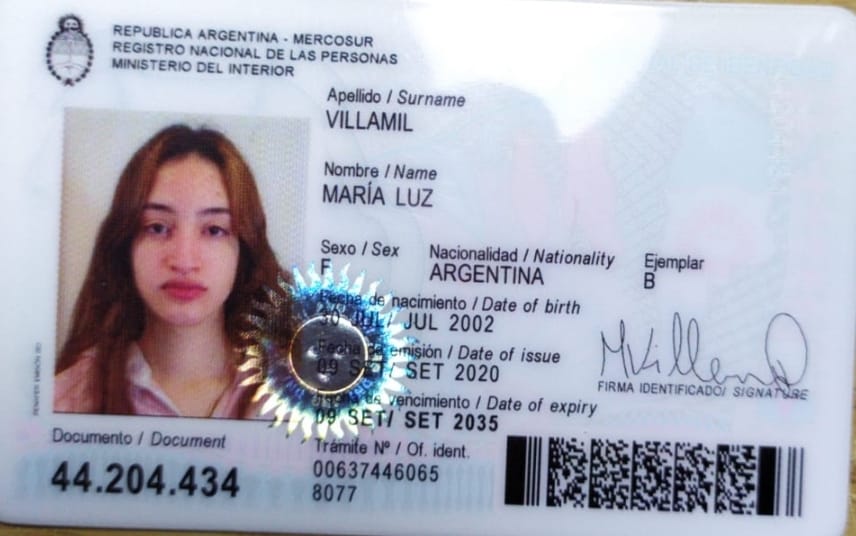 REPUBLICA ARGENTINA - MERCOSUR
REGISTRO NACIONAL DE LAS PERSONAS
MINISTERIO DEL INTERIOR
Apellido / Surname
VILLAMIL
Nombre / Name
MARÍA LUZ
Sexo / Sex Nacionalidad / Nationality Ejemplar
F ARGENTINA B
Fecha de nacimiento / Date of birth
30 JUL/ JUL 2002
Fecha de emisión / Date of issue
09 SET/ SET 2020
Fecha de vencimiento / Date of expiry
09 SET/ SET 2035
FIRMA IDENTIFICADO/ SIGNATURE
Documento / Document
44.204.434
Trámite Nº / Of. ident.
00637446065
8077